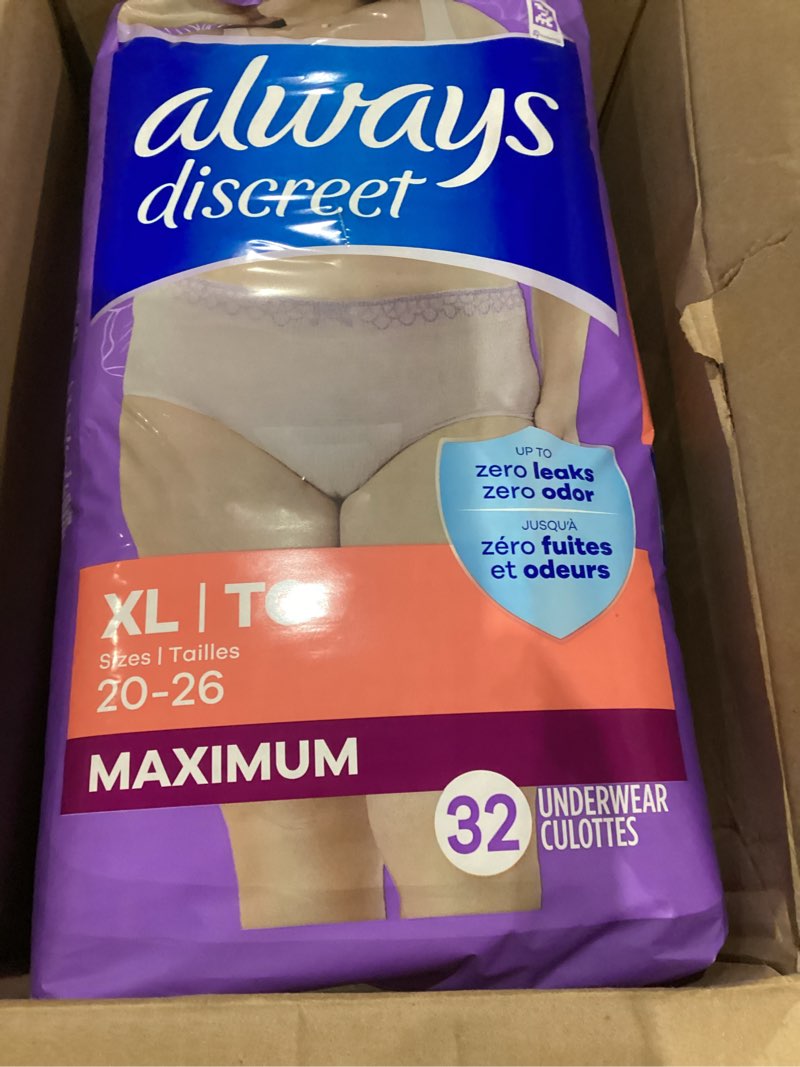 always
discreet
UP TO
zero leaks
zero odor
JUSQU'À
zéro fuites
et odeurs
XL | TG
Sizes | Tailles
20-26
MAXIMUM
32 UNDERWEAR
CULOTTES